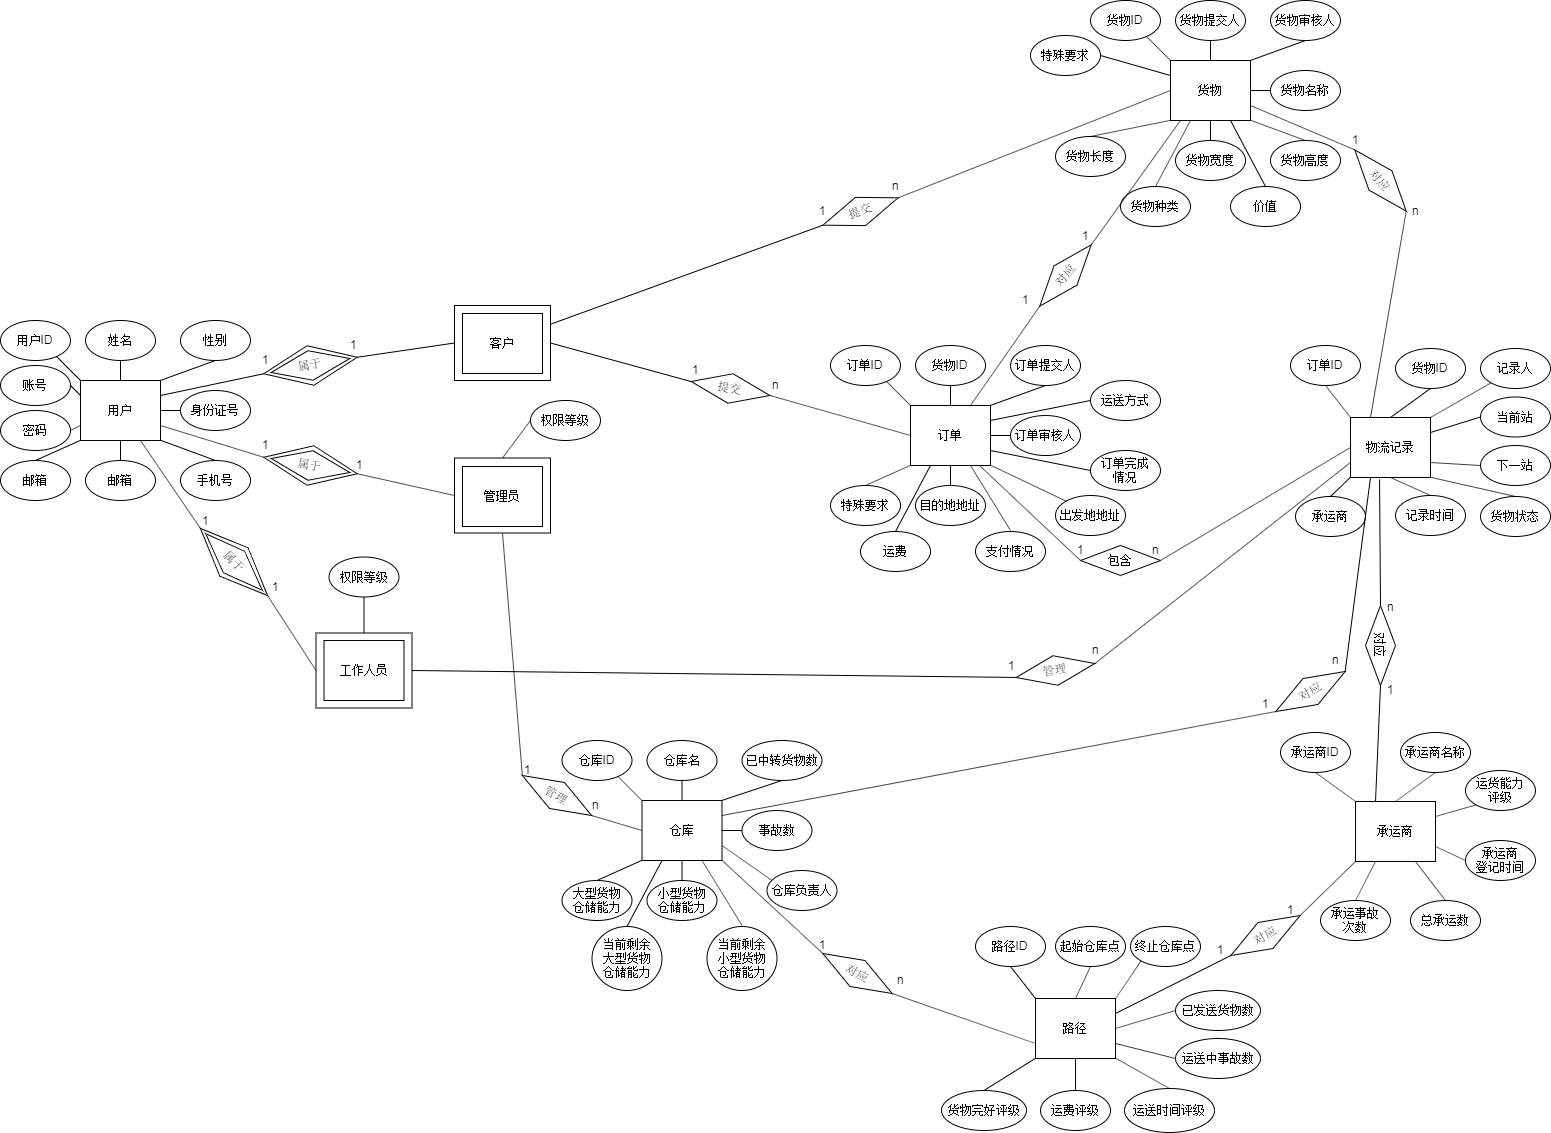 货物ID
货物提交人
货物审核人
特殊要求
货物
货物名称
货物长度
货物宽度
货物高度
货物种类
价值
1
对应
n
n
提交
1
1
对应
1
用户ID
姓名
性别
账号
用户
身份证号
密码
邮箱
邮箱
手机号
1
属于
1
客户
1
提交
n
1
属于
1
权限等级
管理员
1
属于
1
权限等级
工作人员
订单ID
货物ID
订单提交人
运送方式
订单
订单审核人
订单完成
情况
特殊要求
目的地地址
出发地地址
运费
支付情况
1
包含
n
订单ID
货物ID
记录人
当前站
物流记录
下一站
承运商
记录时间
货物状态
1
管理
n
n
对应
1
n
对应
1
1
管理
n
仓库ID
仓库名
已中转货物数
仓库
事故数
仓库负责人
大型货物
仓储能力
小型货物
仓储能力
当前剩余
大型货物
仓储能力
当前剩余
小型货物
仓储能力
1
对应
n
承运商ID
承运商名称
运货能力
评级
承运商
承运商
登记时间
承运事故
次数
总承运数
1
对应
1
路径ID
起始仓库点
终止仓库点
路径
已发送货物数
运送中事故数
货物完好评级
运费评级
运送时间评级